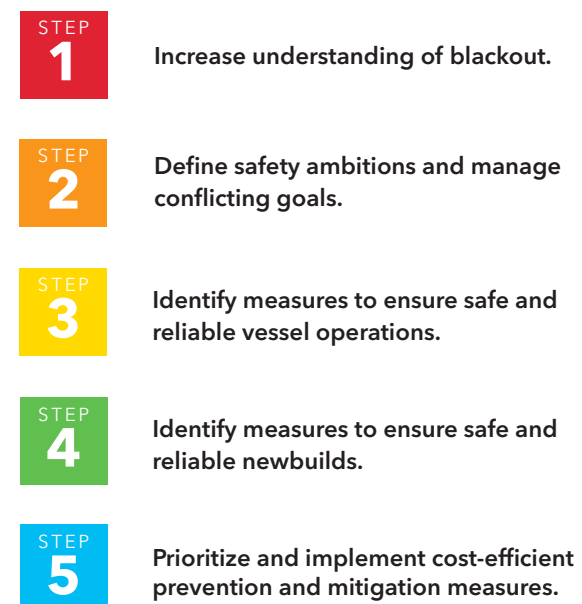 STEP
1
Increase understanding of blackout.
STEP
2
Define safety ambitions and manage
conflicting goals.
STEP
3
Identify measures to ensure safe and
reliable vessel operations.
STEP
4
Identify measures to ensure safe and
reliable newbuilds.
STEP
5
Prioritize and implement cost-efficient
prevention and mitigation measures.